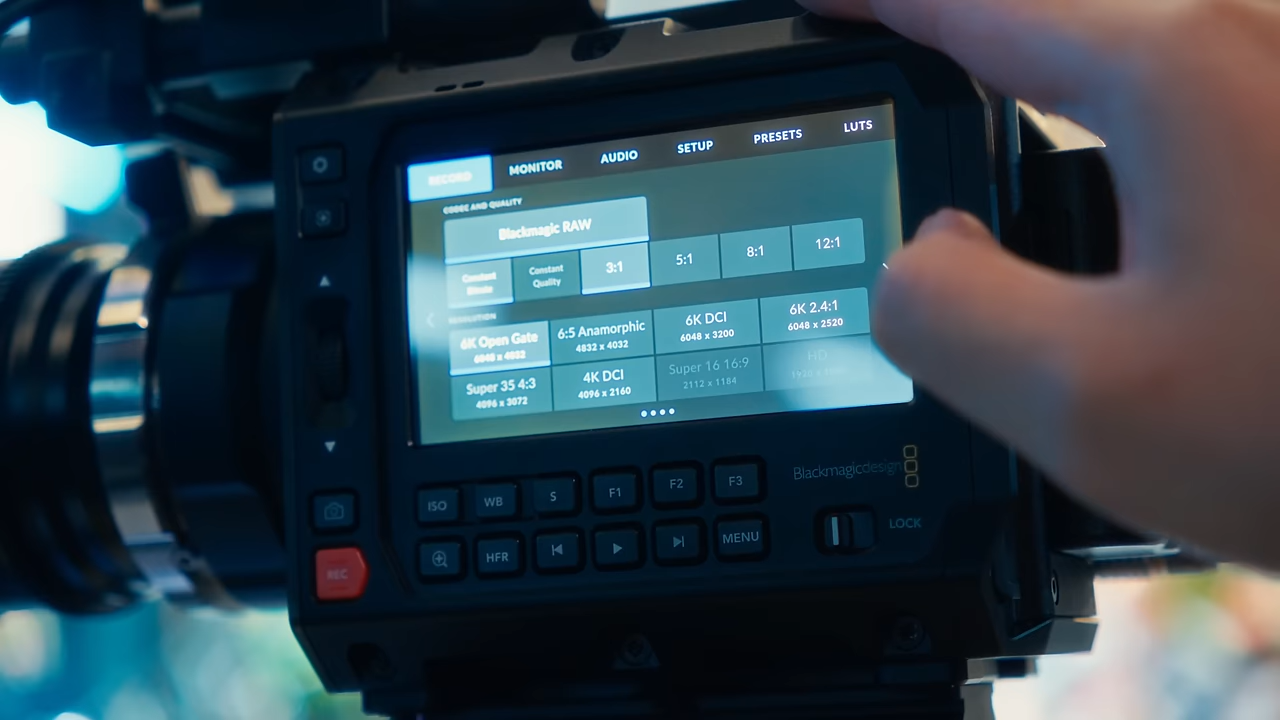 RECORD MONITOR AUDIO SETUP PRESETS LUTS
CODEC AND QUALITY
Blackmagic RAW
Constant Bitrate
Constant Quality
3:1 5:1 8:1 12:1
RESOLUTION
6K Open Gate 6:5 Anamorphic 6K DCI 6K 2.4:1
6048 x 4032 4832 x 4032 6048 x 3200 6048 x 2520
Super 35 4:3 4K DCI Super 16 16:9 HD
4096 x 3072 4096 x 2160 2112 x 1184
ISO WB S F1 F2 F3
Blackmagicdesign
HFR MENU
LOCK
REC